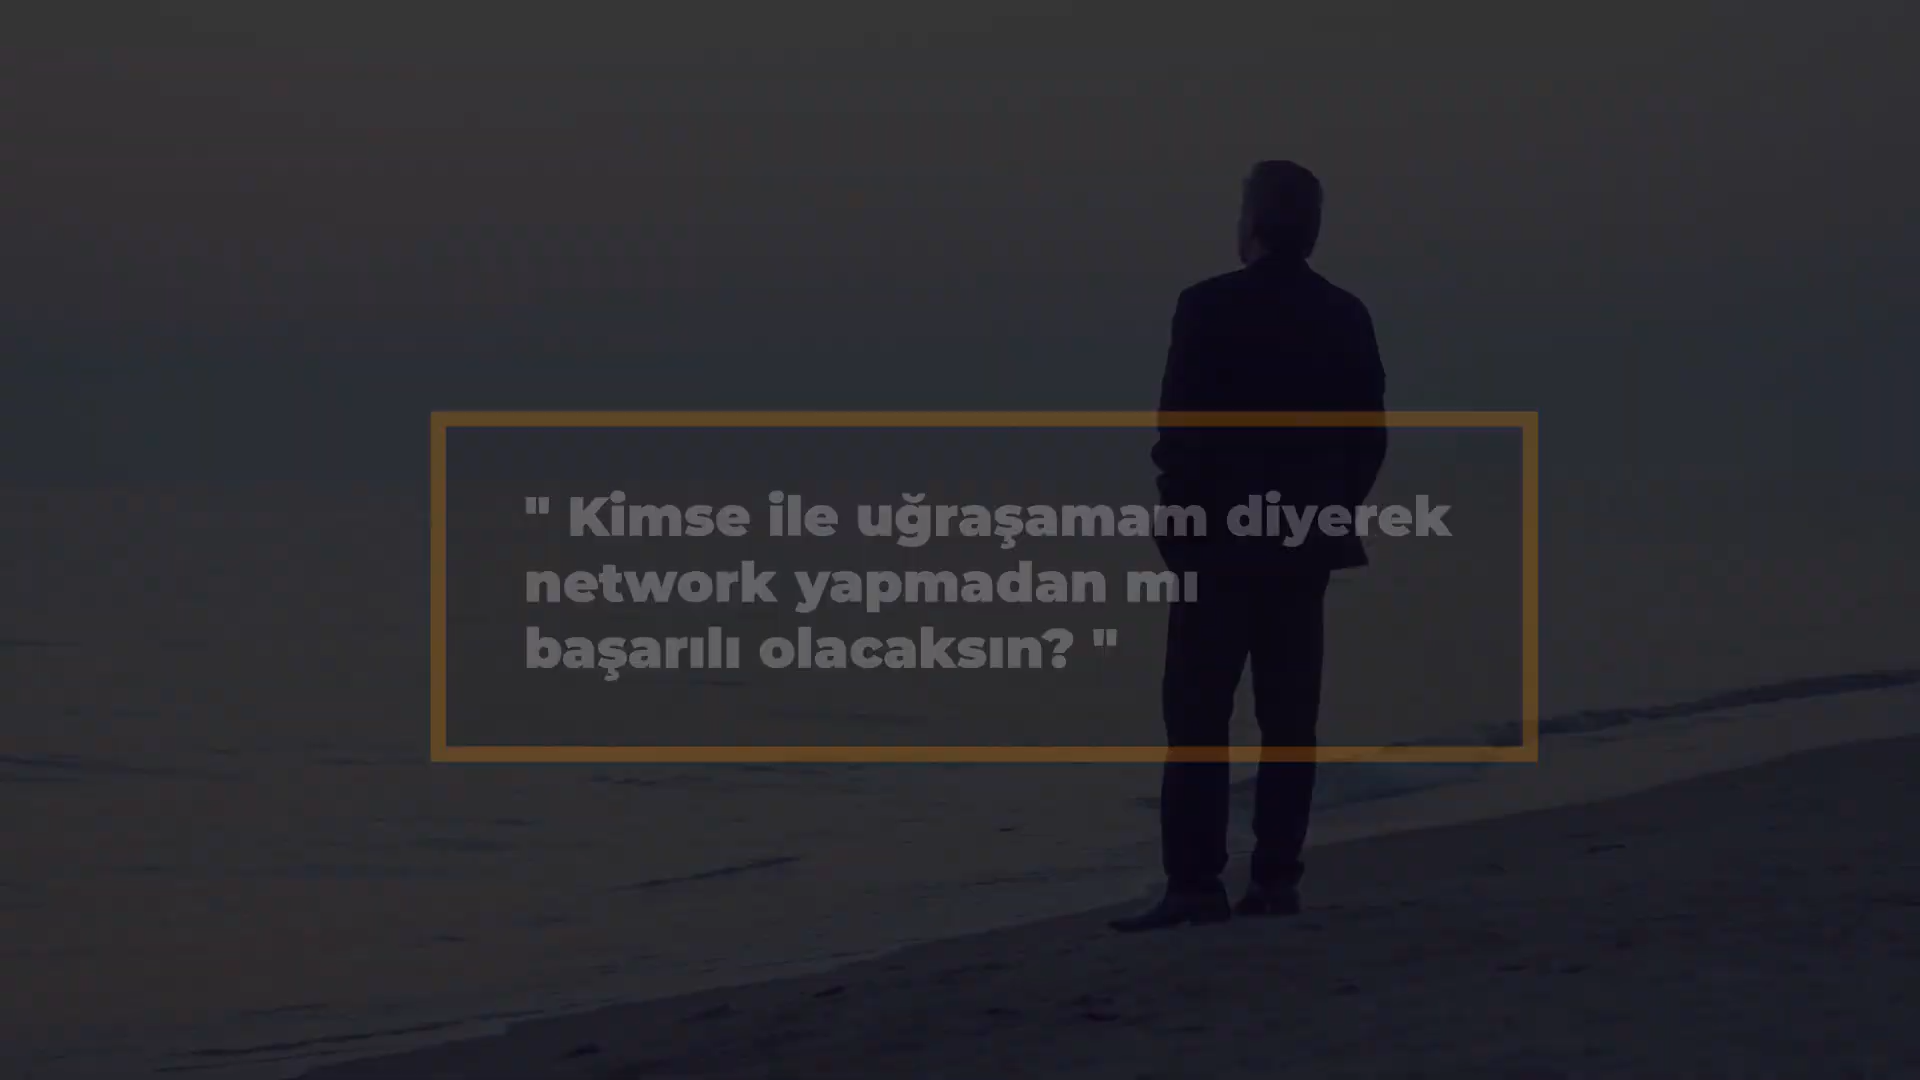 " Kimse ile uğraşamam diyerek
network yapmadan mı
başarılı olacaksın? "